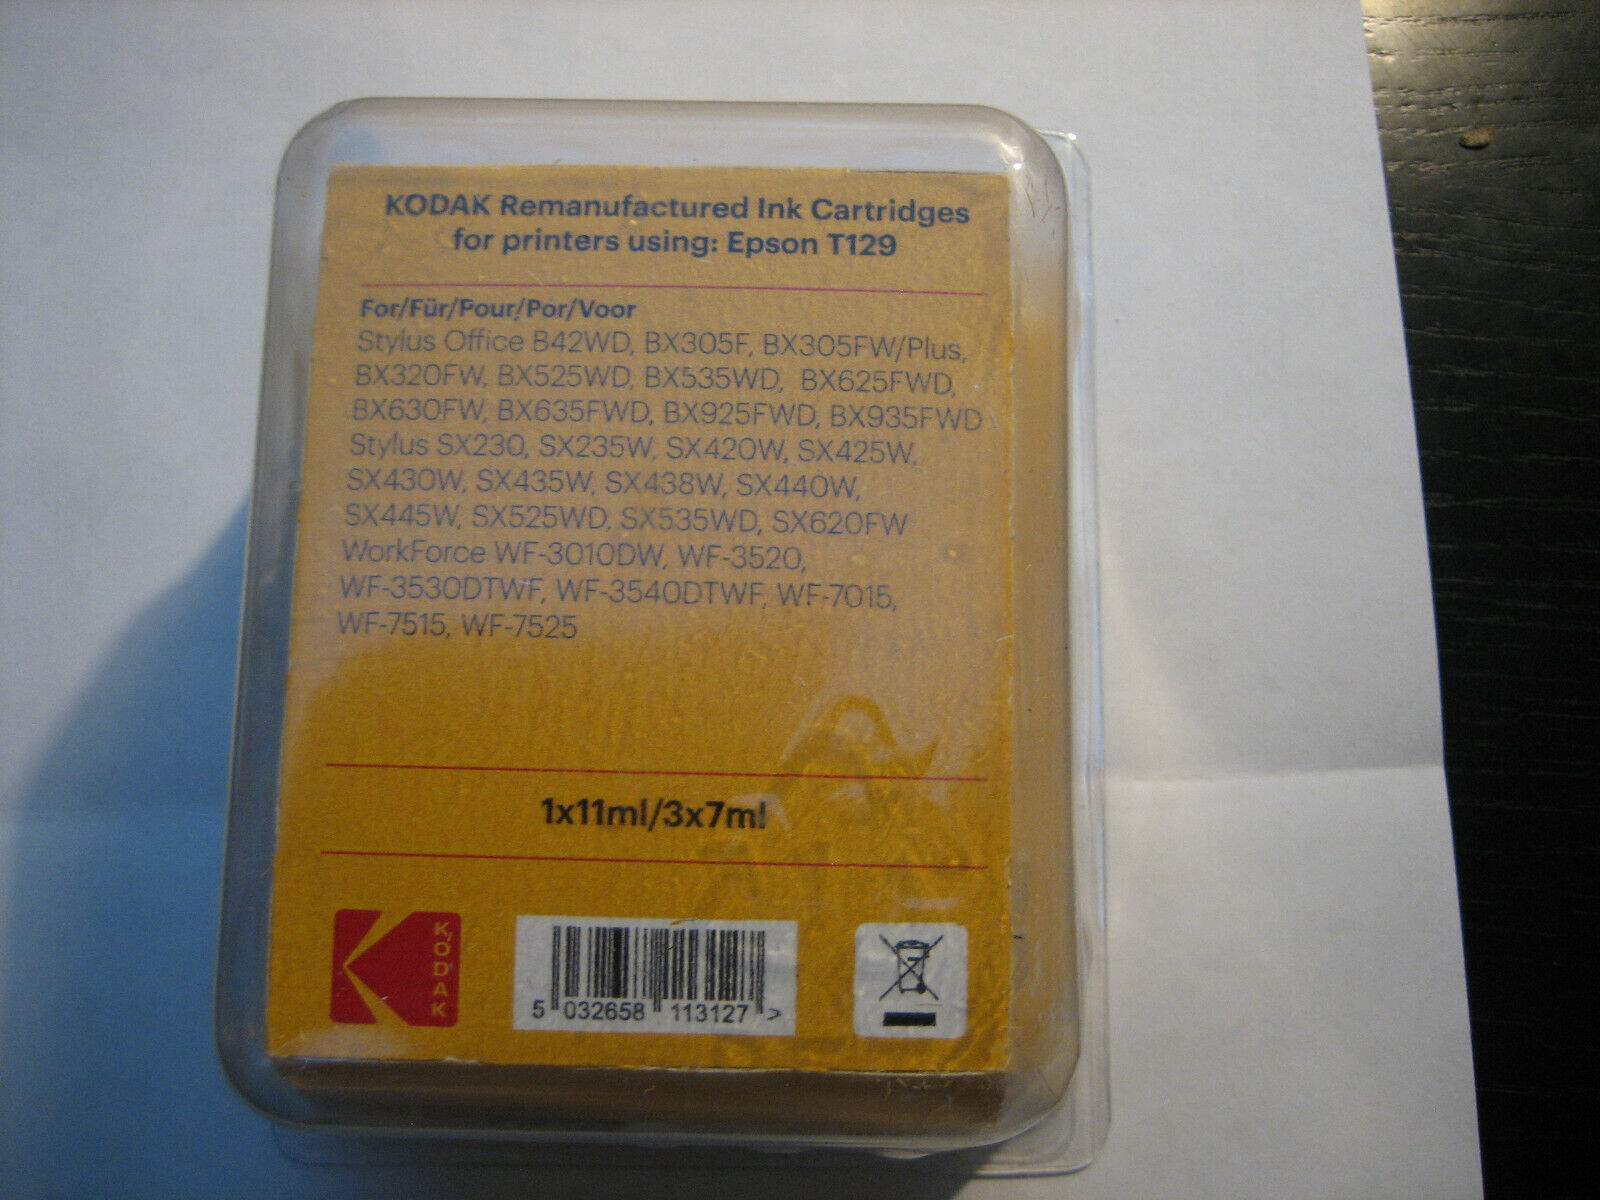 KODAK Remanufactured Ink Cartridges
for printers using: Epson T129
For/Für/Pour/Por/Voor
Stylus Office B42WD, BX305F, BX305FW/Plus,
BX320FW, BX525WD, BX535WD, BX625FWD,
BX630FW, BX635FWD, BX925FWD, BX935FWD
Stylus SX230, SX235W, SX420W, SX425W,
SX430W, SX435W, SX438W, SX440W,
SX445W, SX525WD, SX535WD, SX620FW
WorkForce WF-3010DW, WF-3520,
WF-3530DTWF, WF-3540DTWF, WF-7015,
WF-7515, WF-7525
1x11ml/3x7ml
KODAK
5 032658 113127 >